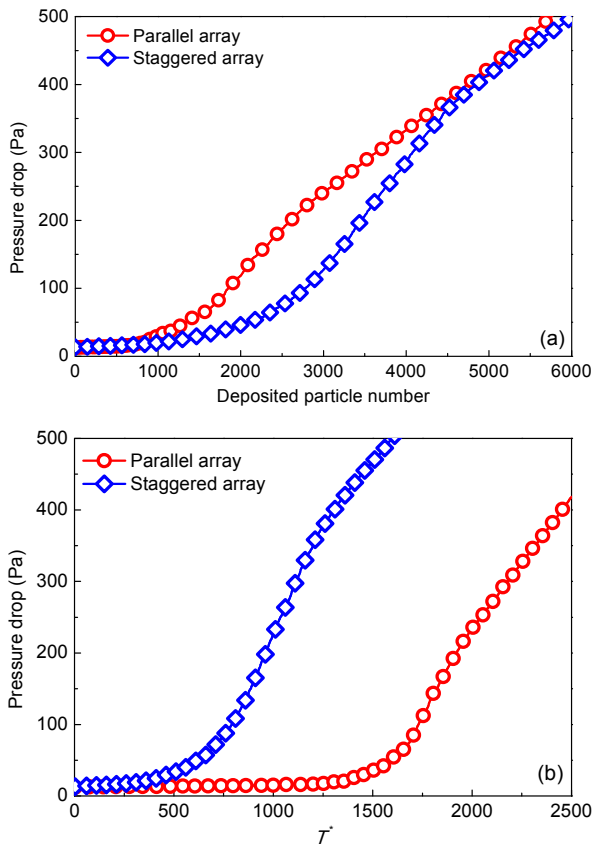 500
Parallel array
Staggered array
400
300
200
100
0
Pressure drop (Pa)
(a)
0 1000 2000 3000 4000 5000 6000
Deposited particle number
500
Parallel array
Staggered array
400
300
200
100
0
Pressure drop (Pa)
(b)
0 500 1000 1500 2000 2500
T*